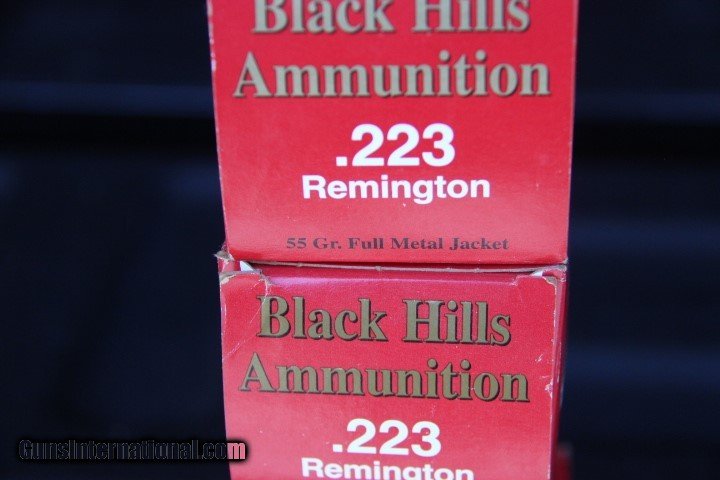 Black Hills
Ammunition
.223
Remington
55 Gr. Full Metal Jacket
Black Hills
Ammunition
.223
Remington
GunsInternational.com